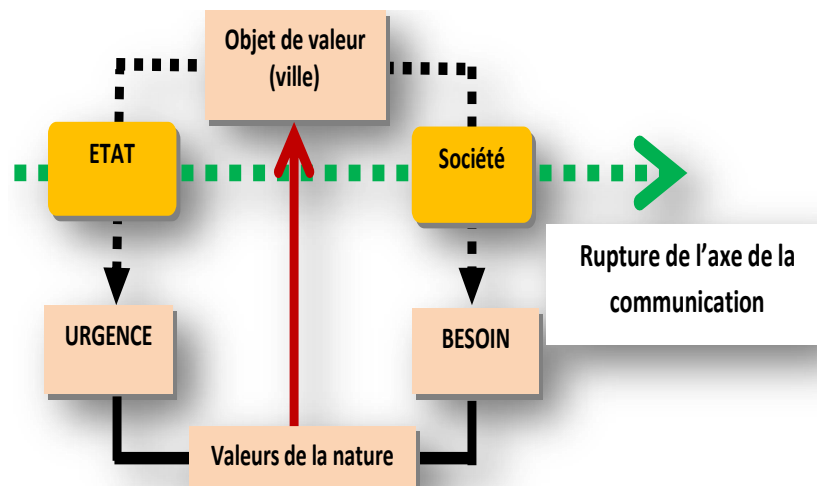 Objet de valeur
(ville)
ETAT
Société
Rupture de l’axe de la
communication
URGENCE
BESOIN
Valeurs de la nature